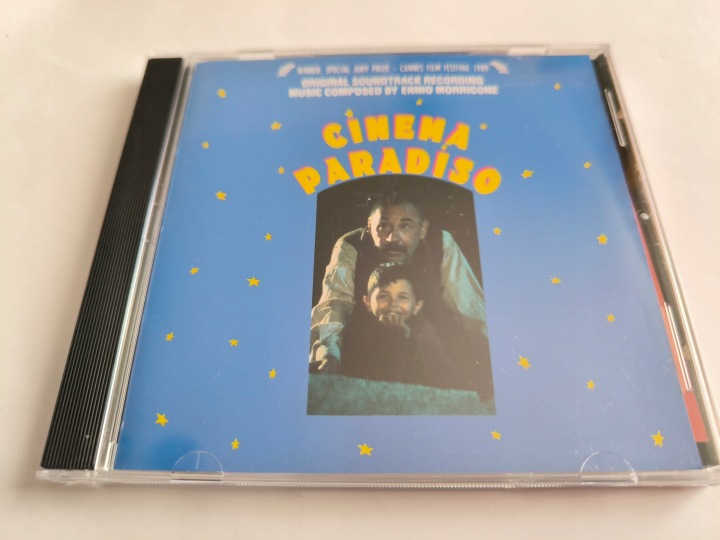 WINNER SPECIAL JURY PRIZE - CANNES FILM FESTIVAL 1989
ORIGINAL SOUNDTRACK RECORDING
MUSIC COMPOSED BY ENNIO MORRICONE
CINEMA
PARADISO